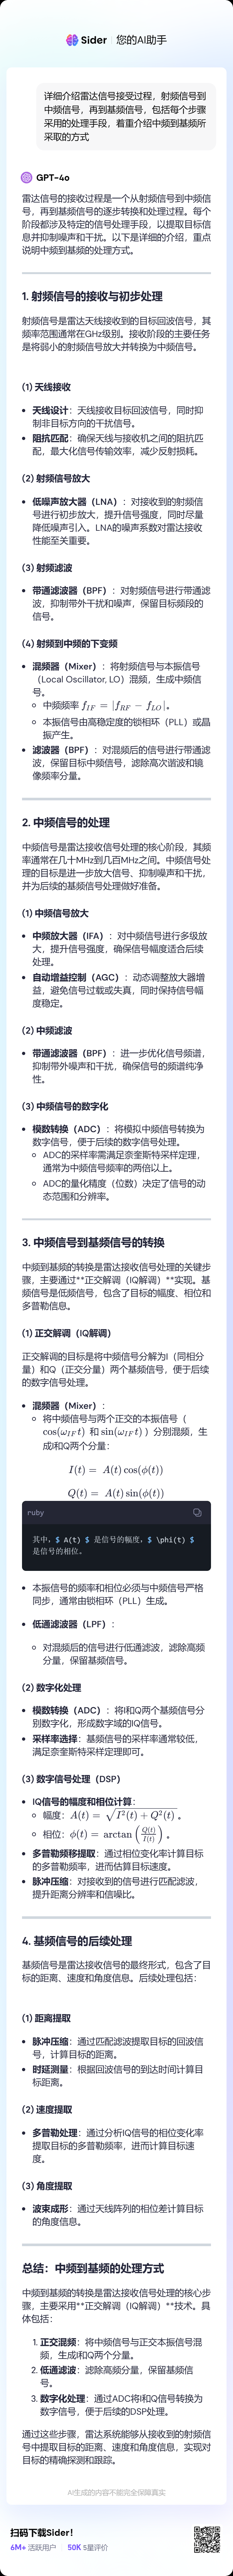 Sider 您的AI助手
详细介绍雷达信号接受过程，射频信号到
中频信号，再到基频信号，包括每个步骤
采用的处理手段，着重介绍中频到基频所
采取的方式
GPT-4o
雷达信号的接收过程是一个从射频信号到中频信
号，再到基频信号的逐步转换和处理过程。每个
阶段都涉及特定的信号处理手段，以提取目标信
息并抑制噪声和干扰。以下是详细的介绍，重点
说明中频到基频的处理方式。
1. 射频信号的接收与初步处理
射频信号是雷达天线接收到的目标回波信号，其
频率范围通常在GHz级别。接收阶段的主要任务
是将弱小的射频信号放大并转换为中频信号。
(1) 天线接收
• 天线设计：天线接收目标回波信号，同时抑
制非目标方向的干扰信号。
• 阻抗匹配：确保天线与接收机之间的阻抗匹
配，最大化信号传输效率，减少反射损耗。
(2) 射频信号放大
• 低噪声放大器（LNA）：对接收到的射频信
号进行初步放大，提升信号强度，同时尽量
降低噪声引入。LNA的噪声系数对雷达接收
性能至关重要。
(3) 射频滤波
• 带通滤波器（BPF）：对射频信号进行带通滤
波，抑制带外干扰和噪声，保留目标频段的
信号。
(4) 射频到中频的下变频
• 混频器（Mixer）：将射频信号与本振信号
（Local Oscillator, LO）混频，生成中频信
号。
◦ 中频频率 f_{IF} = |f_{RF} − f_{LO}|。
◦ 本振信号由高稳定度的锁相环（PLL）或晶
振产生。
• 滤波器（BPF）：对混频后的信号进行带通滤
波，保留目标中频信号，滤除高次谐波和镜
像频率分量。
2. 中频信号的处理
中频信号是雷达接收信号处理的核心阶段，其频
率通常在几十MHz到几百MHz之间。中频信号处
理的目标是进一步放大信号、抑制噪声和干扰，
并为后续的基频信号处理做好准备。
(1) 中频信号放大
• 中频放大器（IFA）：对中频信号进行多级放
大，提升信号强度，确保信号幅度适合后续
处理。
• 自动增益控制（AGC）：动态调整放大器增
益，避免信号过载或失真，同时保持信号幅
度稳定。
(2) 中频滤波
• 带通滤波器（BPF）：进一步优化信号频谱，
抑制带外噪声和干扰，确保信号的频谱纯净
性。
(3) 中频信号的数字化
• 模数转换（ADC）：将模拟中频信号转换为
数字信号，便于后续的数字信号处理。
◦ ADC的采样率需满足奈奎斯特采样定理，
通常为中频信号频率的两倍以上。
◦ ADC的量化精度（位数）决定了信号的动
态范围和分辨率。
3. 中频信号到基频信号的转换
中频到基频的转换是雷达接收信号处理的关键步
骤，主要通过**正交解调（IQ解调）**实现。基
频信号是低频信号，包含了目标的幅度、相位和
多普勒信息。
(1) 正交解调（IQ解调）
正交解调的目标是将中频信号分解为I（同相分
量）和Q（正交分量）两个基频信号，便于后续
的数字信号处理。
• 混频器（Mixer）：
◦ 将中频信号与两个正交的本振信号（
cos(ω_{IF}t) 和 sin(ω_{IF}t)）分别混频，生
成I和Q两个分量：
I(t) = A(t) cos(ϕ(t))
Q(t) = A(t) sin(ϕ(t))
ruby
其中，$ A(t) $ 是信号的幅度，$ \phi(t) $
是信号的相位。
• 本振信号的频率和相位必须与中频信号严格
同步，通常由锁相环（PLL）生成。
• 低通滤波器（LPF）：
◦ 对混频后的信号进行低通滤波，滤除高频
分量，保留基频信号。
(2) 数字化处理
• 模数转换（ADC）：将I和Q两个基频信号分
别数字化，形成数字域的IQ信号。
• 采样率选择：基频信号的采样率通常较低，
满足奈奎斯特采样定理即可。
(3) 数字信号处理（DSP）
• IQ信号的幅度和相位计算：
◦ 幅度：A(t) = √(I²(t) + Q²(t))。
◦ 相位：ϕ(t) = arctan(Q(t)/I(t))。
• 多普勒频移提取：通过相位变化率计算目标
的多普勒频率，进而估算目标速度。
• 脉冲压缩：对接收到的信号进行匹配滤波，
提升距离分辨率和信噪比。
4. 基频信号的后续处理
基频信号是雷达接收信号的最终形式，包含了目
标的距离、速度和角度信息。后续处理包括：
(1) 距离提取
• 脉冲压缩：通过匹配滤波提取目标的回波信
号，计算目标的距离。
• 时延测量：根据回波信号的到达时间计算目
标距离。
(2) 速度提取
• 多普勒处理：通过分析IQ信号的相位变化率
提取目标的多普勒频率，进而计算目标速
度。
(3) 角度提取
• 波束成形：通过天线阵列的相位差计算目标
的角度信息。
总结：中频到基频的处理方式
中频到基频的转换是雷达接收信号处理的核心步
骤，主要采用**正交解调（IQ解调）**技术。具
体包括：
1. 正交混频：将中频信号与正交本振信号混
频，生成I和Q两个分量。
2. 低通滤波：滤除高频分量，保留基频信
号。
3. 数字化处理：通过ADC将I和Q信号转换为
数字信号，便于后续的DSP处理。
通过这些步骤，雷达系统能够从接收到的射频信
号中提取目标的距离、速度和角度信息，实现对
目标的精确探测和跟踪。
AI生成的内容不能完全保障真实
扫码下载Sider！
6M+ 活跃用户 50K 5星评价